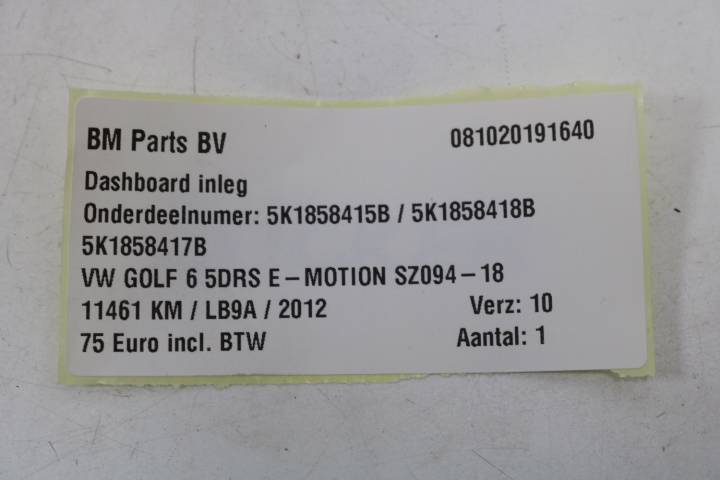 BM Parts BV 081020191640
Dashboard inleg
Onderdeelnumer: 5K1858415B / 5K1858418B
5K1858417B
VW GOLF 6 5DRS E-MOTION SZ094-18
11461 KM / LB9A / 2012 Verz: 10
75 Euro incl. BTW Aantal: 1